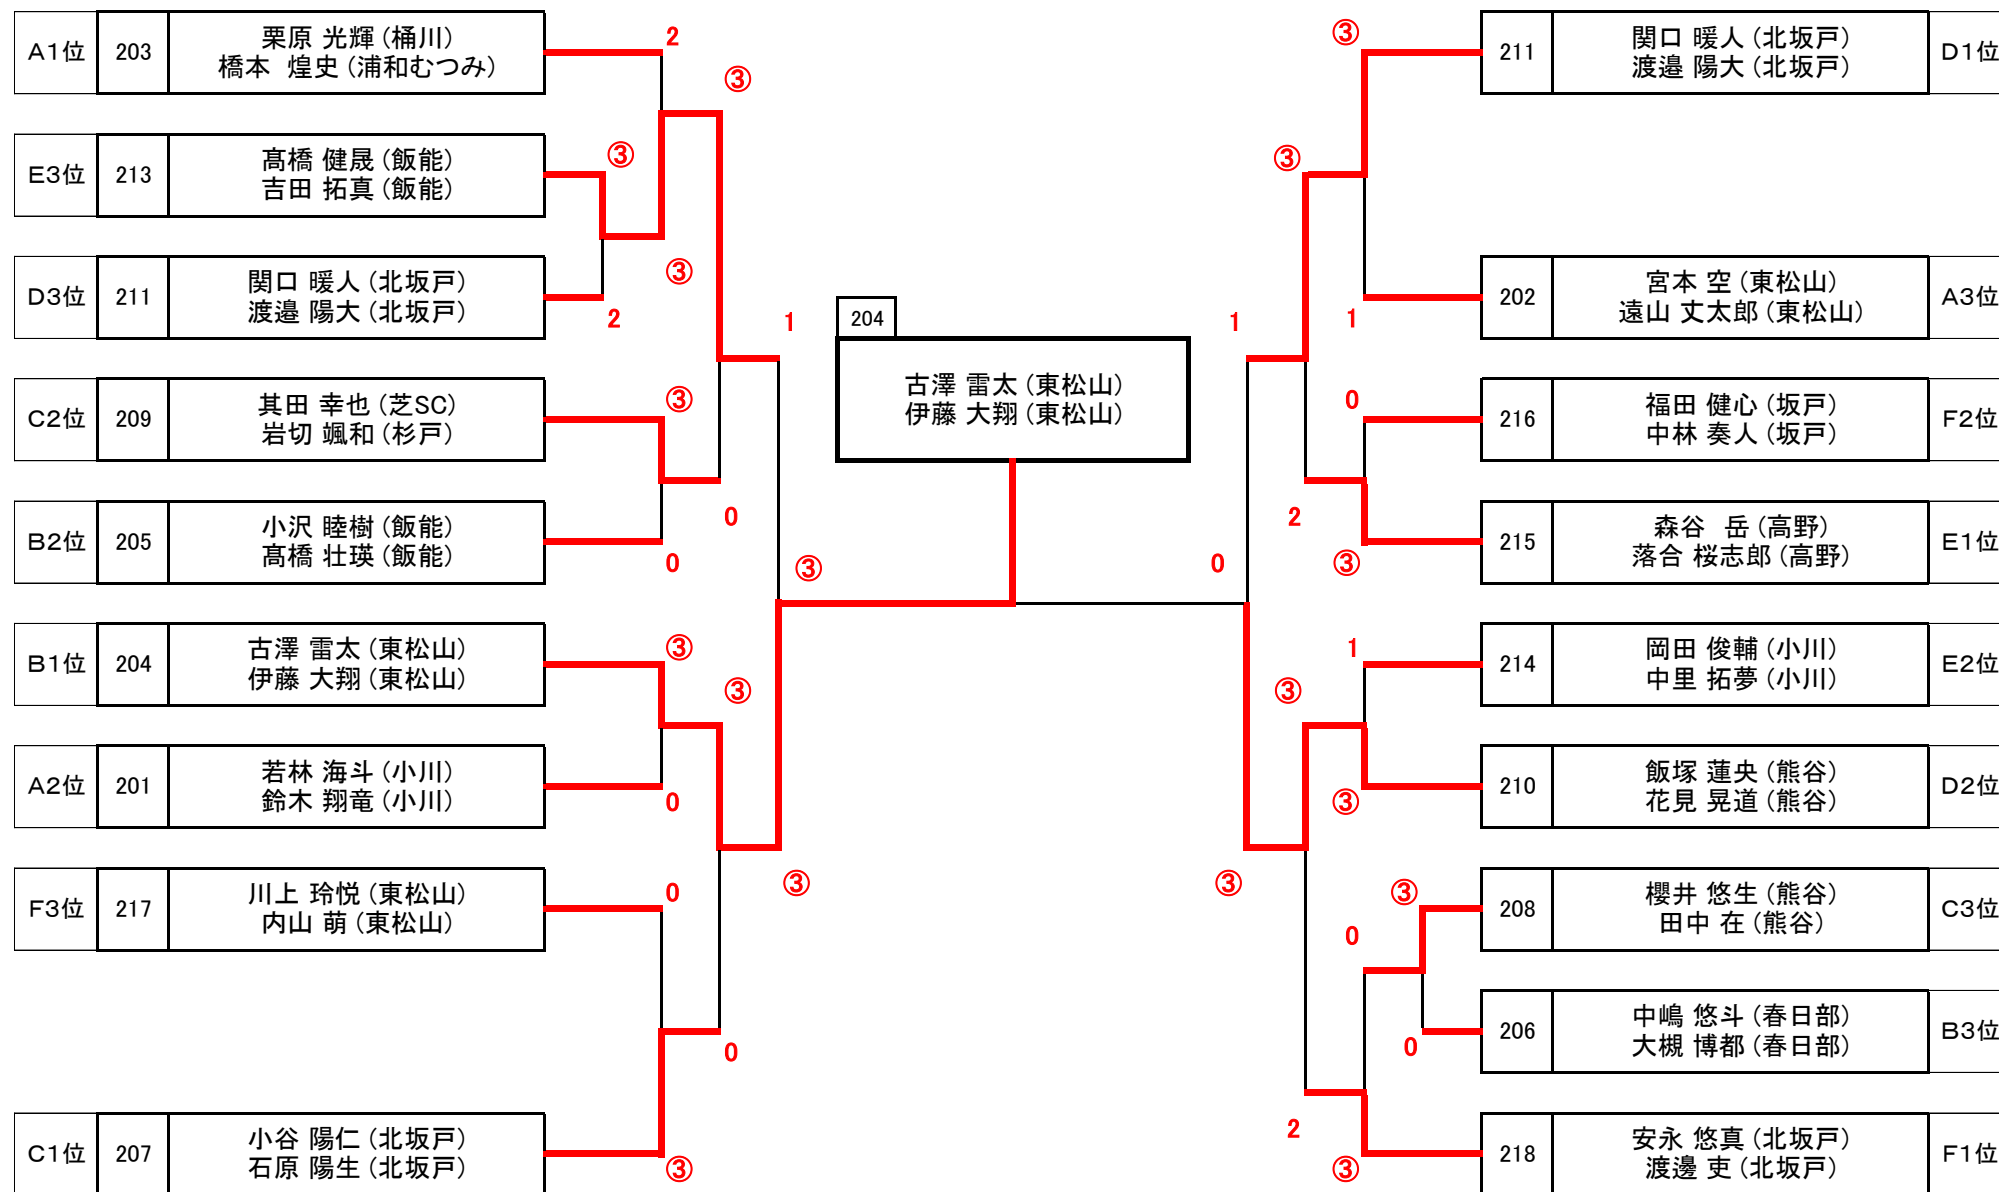 A1位 203 栗原 光輝（桶川）
橋本　煌史（浦和むつみ）
2
③
E3位 213 髙橋 健晟（飯能）
吉田 拓真（飯能）
③
D3位 211 関口 暖人（北坂戸）
渡邉 陽大（北坂戸）
③
2
1
C2位 209 其田 幸也（芝SC）
岩切 颯和（杉戸）
③
B2位 205 小沢 睦樹（飯能）
髙橋 壮瑛（飯能）
0
0
③
B1位 204 古澤 雷太（東松山）
伊藤 大翔（東松山）
③
③
A2位 201 若林 海斗（小川）
鈴木 翔竜（小川）
0
F3位 217 川上 玲悦（東松山）
内山 萌（東松山）
0
③
0
C1位 207 小谷 陽仁（北坂戸）
石原 陽生（北坂戸）
③
204
古澤 雷太（東松山）
伊藤 大翔（東松山）
③
211 関口 暖人（北坂戸） D1位
渡邉 陽大（北坂戸）
③
202 宮本 空（東松山） A3位
遠山 丈太郎（東松山）
1
1
0
216 福田 健心（坂戸） F2位
中林 奏人（坂戸）
2
215 森谷　岳（高野） E1位
落合 桜志郎（高野）
0
③
1
214 岡田 俊輔（小川） E2位
中里 拓夢（小川）
③
210 飯塚 蓮央（熊谷） D2位
花見 晃道（熊谷）
③
③
③
208 櫻井 悠生（熊谷） C3位
田中 在（熊谷）
0
206 中嶋 悠斗（春日部） B3位
大槻 博都（春日部）
0
2
218 安永 悠真（北坂戸） F1位
渡邊 吏（北坂戸）
③